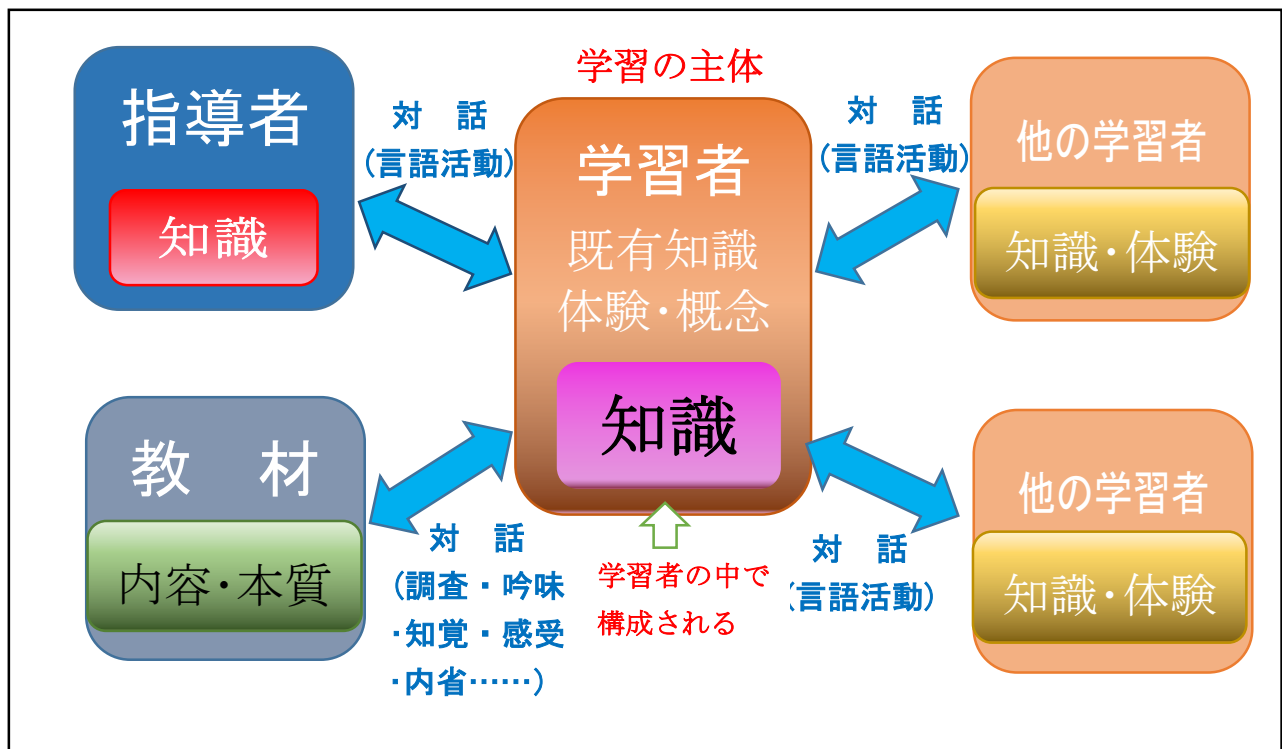 指導者
知識
対 話
(言語活動)
学習の主体
学習者
既有知識
体験・概念
知識
学習者の中で
構成される
対 話
(言語活動)
他の学習者
知識・体験
教 材
内容・本質
対 話
(調査・吟味
・知覚・感受
・内省……)
対 話
(言語活動)
他の学習者
知識・体験